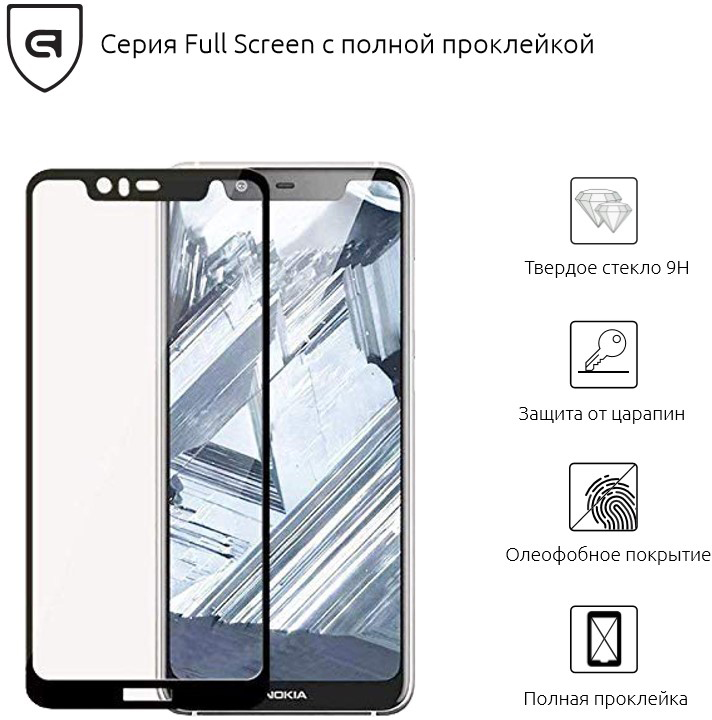 Серия Full Screen с полной проклейкой
Твердое стекло 9H
Защита от царапин
Олеофобное покрытие
Полная проклейка
NOKIA